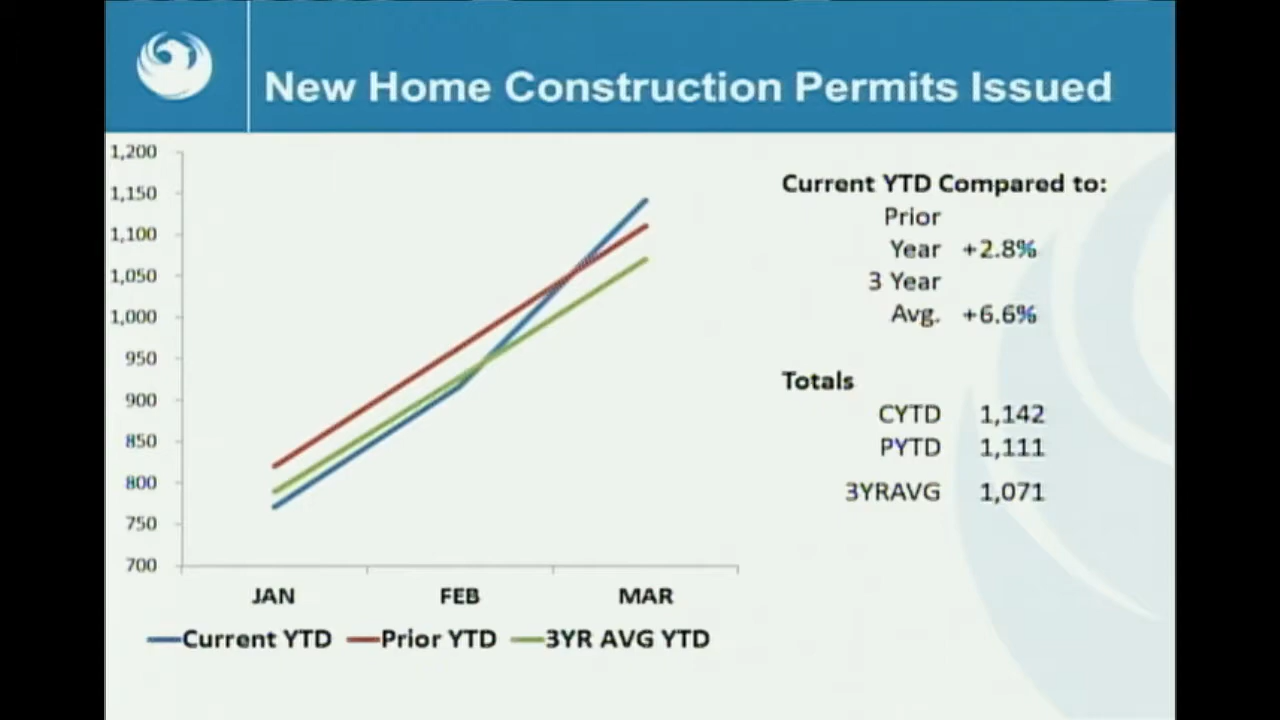 New Home Construction Permits Issued
1,200
1,150
1,100
1,050
1,000
950
900
850
800
750
700
JAN FEB MAR
Current YTD Prior YTD 3YR AVG YTD
Current YTD Compared to:
Prior
Year +2.8%
3 Year
Avg. +6.6%
Totals
CYTD 1,142
PYTD 1,111
3YRAVG 1,071